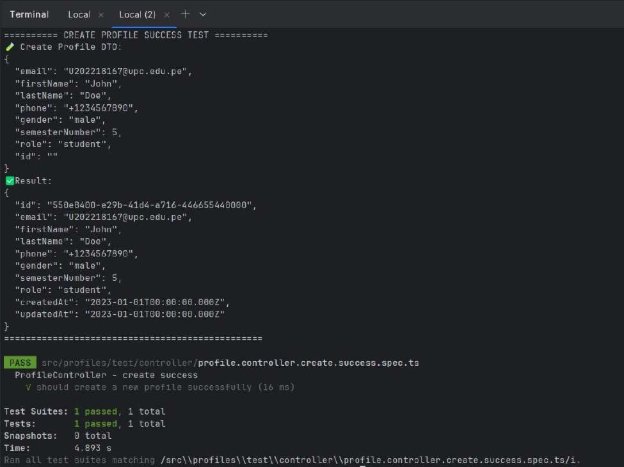 Terminal Local × Local (2) × +
========== CREATE PROFILE SUCCESS TEST ==========
Create Profile DTO:
{
"email": "U202218167@upc.edu.pe",
"firstName": "John",
"lastName": "Doe",
"phone": "+1234567890",
"gender": "male",
"semesterNumber": 5,
"role": "student",
"id": ""
}
✅Result:
{
"id": "550e8400-e29b-41d4-a716-446655440000",
"email": "U202218167@upc.edu.pe",
"firstName": "John",
"lastName": "Doe",
"phone": "+1234567890",
"gender": "male",
"semesterNumber": 5,
"role": "student",
"createdAt": "2023-01-01T00:00:00.000Z",
"updatedAt": "2023-01-01T00:00:00.000Z"
}
==============================================
PASS src/profiles/test/controller/profile.controller.create.success.spec.ts
ProfileController - create success
√ should create a new profile successfully (16 ms)
Test Suites: 1 passed, 1 total
Tests: 1 passed, 1 total
Snapshots: 0 total
Time: 4.893 s
Ran all test suites matching /src\\profiles\\test\\controller\\profile.controller.create.success.spec.ts/i.